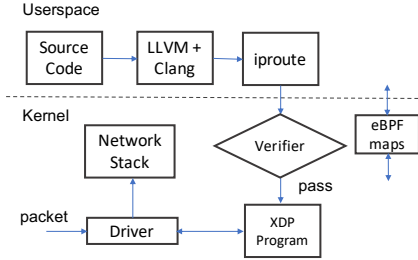 Userspace
Source
Code
LLVM +
Clang
iproute
Kernel
Network
Stack
Verifier
eBPF
maps
pass
packet
Driver
XDP
Program